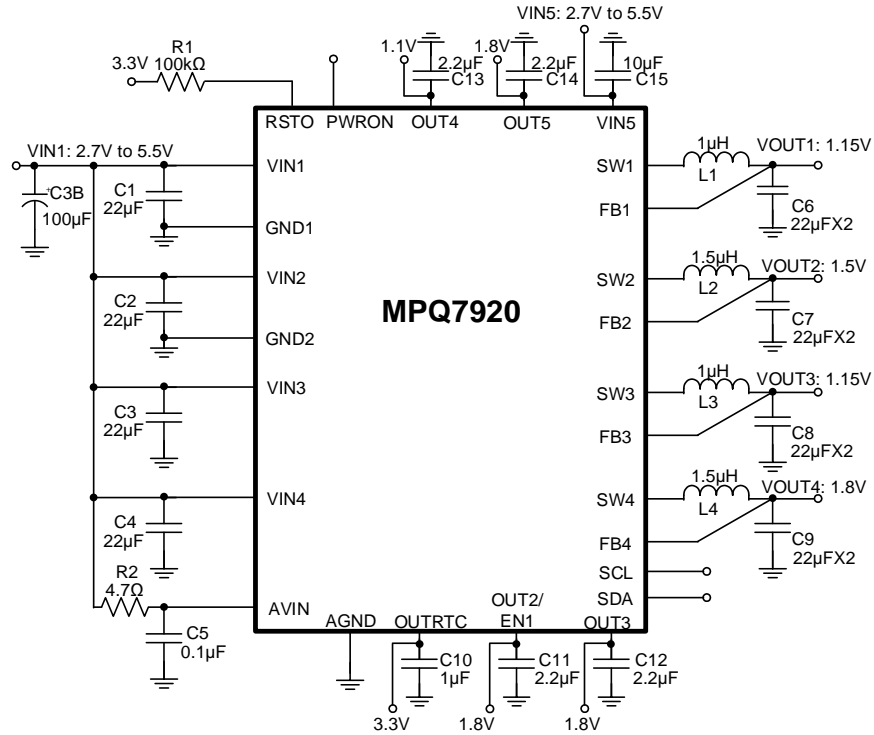 VIN5: 2.7V to 5.5V
R1
3.3V
100kΩ
1.1V
2.2µF
C13
1.8V
2.2µF
C14
10µF
C15
RSTO
PWRON
OUT4
OUT5
VIN5
VIN1: 2.7V to 5.5V
+
C3B
100µF
C1
22µF
VIN1
GND1
C2
22µF
VIN2
GND2
C3
22µF
VIN3
C4
22µF
VIN4
R2
4.7Ω
AVIN
C5
0.1µF
MPQ7920
SW1
1µH
L1
VOUT1: 1.15V
FB1
C6
22µFX2
SW2
1.5µH
L2
VOUT2: 1.5V
FB2
C7
22µFX2
SW3
1µH
L3
VOUT3: 1.15V
FB3
C8
22µFX2
SW4
1.5µH
L4
VOUT4: 1.8V
FB4
C9
22µFX2
SCL
SDA
AGND
OUTRTC
OUT2/
EN1
OUT3
C10
1µF
C11
2.2µF
C12
2.2µF
3.3V
1.8V
1.8V